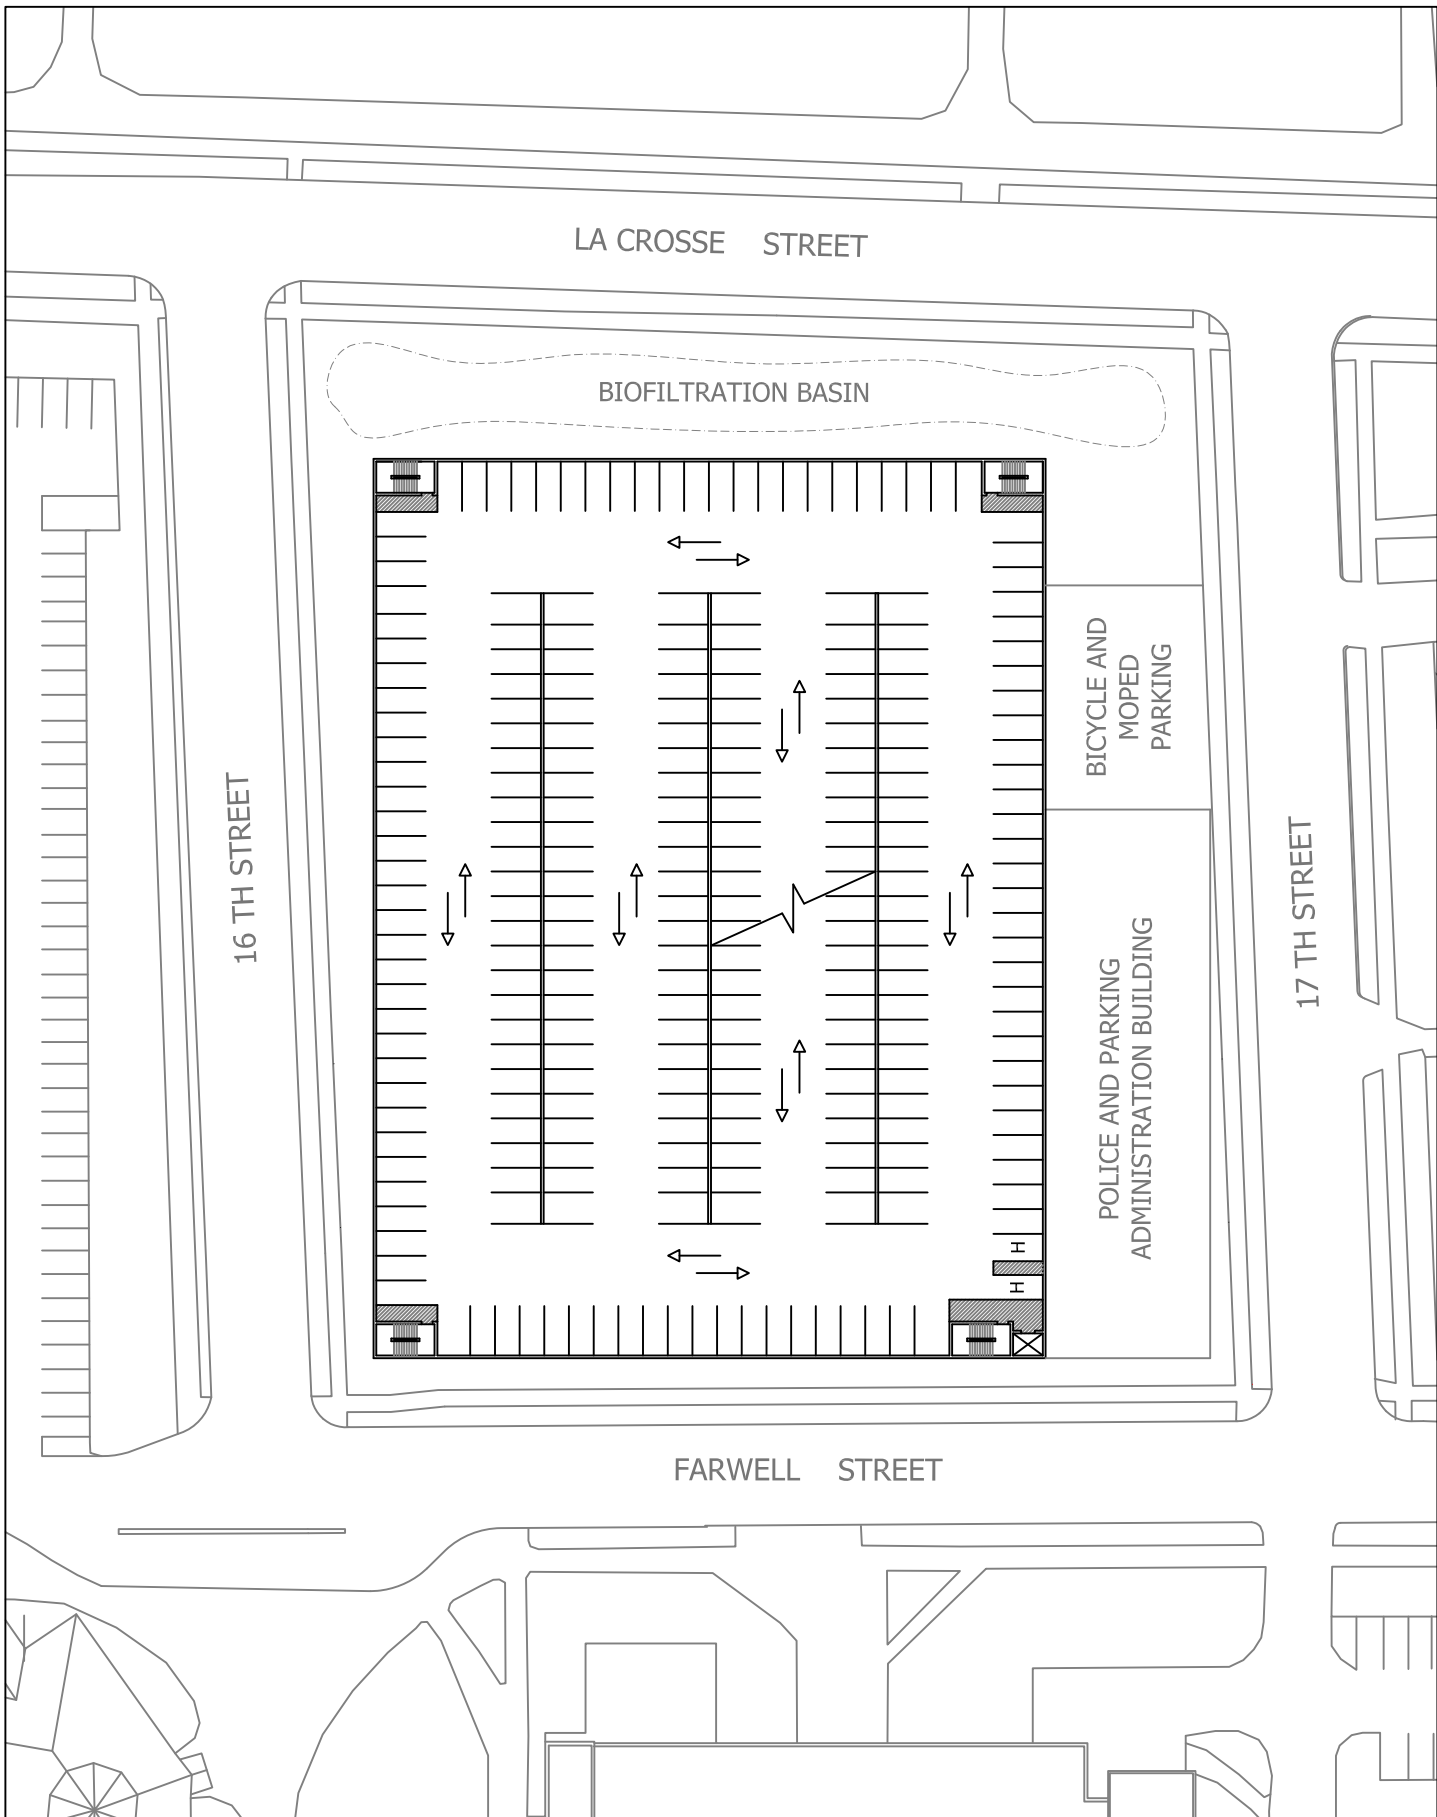 LA CROSSE STREET
BIOFILTRATION BASIN
BICYCLE AND
MOPED
PARKING
16 TH STREET
17 TH STREET
POLICE AND PARKING
ADMINISTRATION BUILDING
H
H
FARWELL STREET